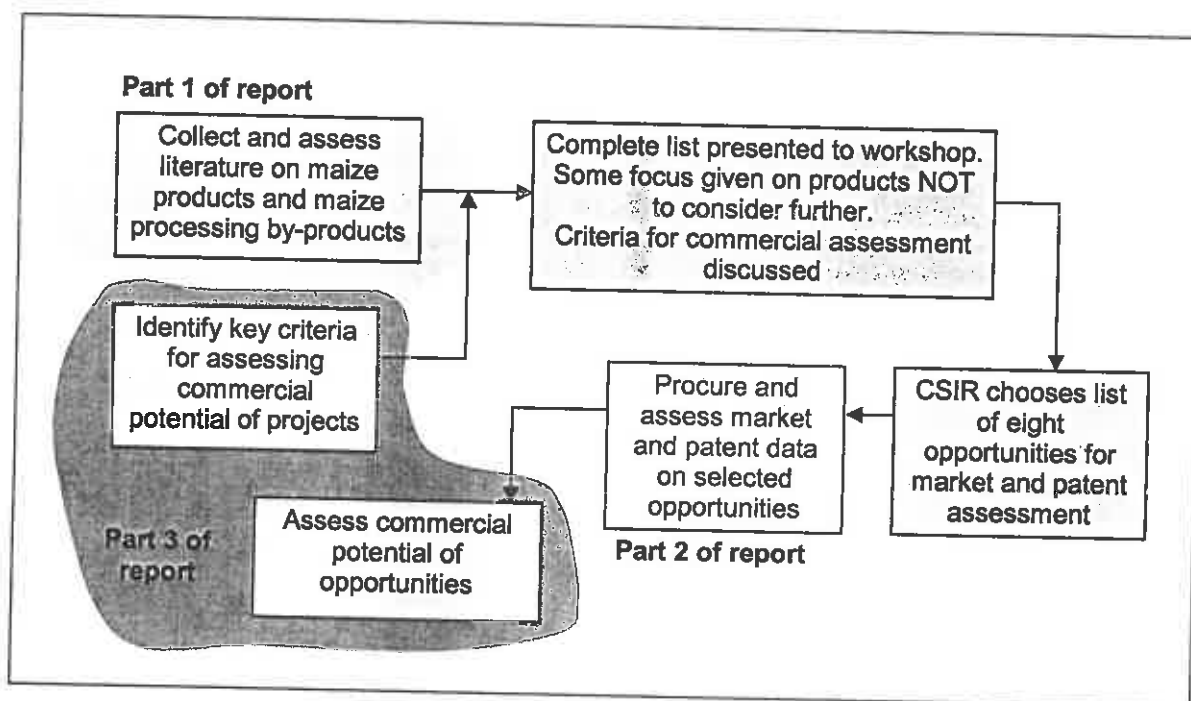 Part 1 of report
Collect and assess
literature on maize
products and maize
processing by-products
Complete list presented to workshop.
Some focus given on products NOT
to consider further.
Criteria for commercial assessment
discussed
Identify key criteria
for assessing
commercial
potential of projects
Procure and
assess market
and patent data
on selected
opportunities
CSIR chooses list
of eight
opportunities for
market and patent
assessment
Part 2 of report
Part 3 of
report
Assess commercial
potential of
opportunities